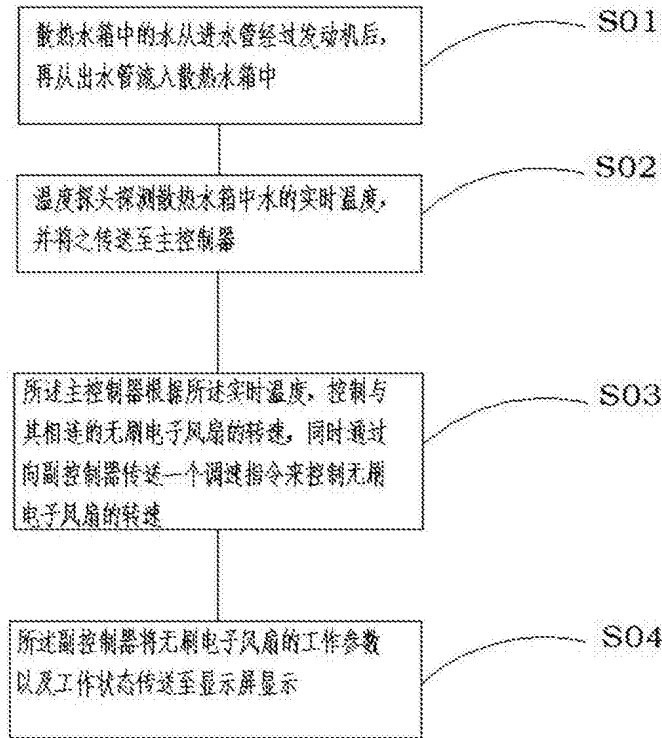 散热水箱中的水从进水管经过发动机后，
再从出水管流入散热水箱中
S01
温度探头探测散热水箱中水的实时温度，
并将之传送至主控制器
S02
所述主控制器根据所述实时温度，控制与
其相连的无刷电子风扇的转速，同时通过
向副控制器传送一个调速指令来控制无刷
电子风扇的转速
S03
所述副控制器将无刷电子风扇的工作参数
以及工作状态传送至显示屏显示
S04